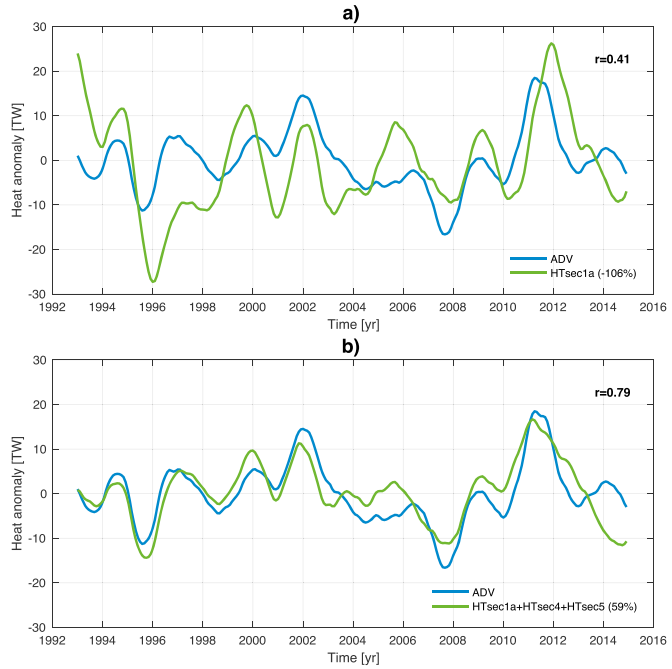 a)
30
20
10
0
-10
-20
-30
Heat anomaly [TW]
r=0.41
ADV
HTsec1a (-106%)
1992 1994 1996 1998 2000 2002 2004 2006 2008 2010 2012 2014 2016
Time [yr]
b)
30
20
10
0
-10
-20
-30
Heat anomaly [TW]
r=0.79
ADV
HTsec1a+HTsec4+HTsec5 (59%)
1992 1994 1996 1998 2000 2002 2004 2006 2008 2010 2012 2014 2016
Time [yr]